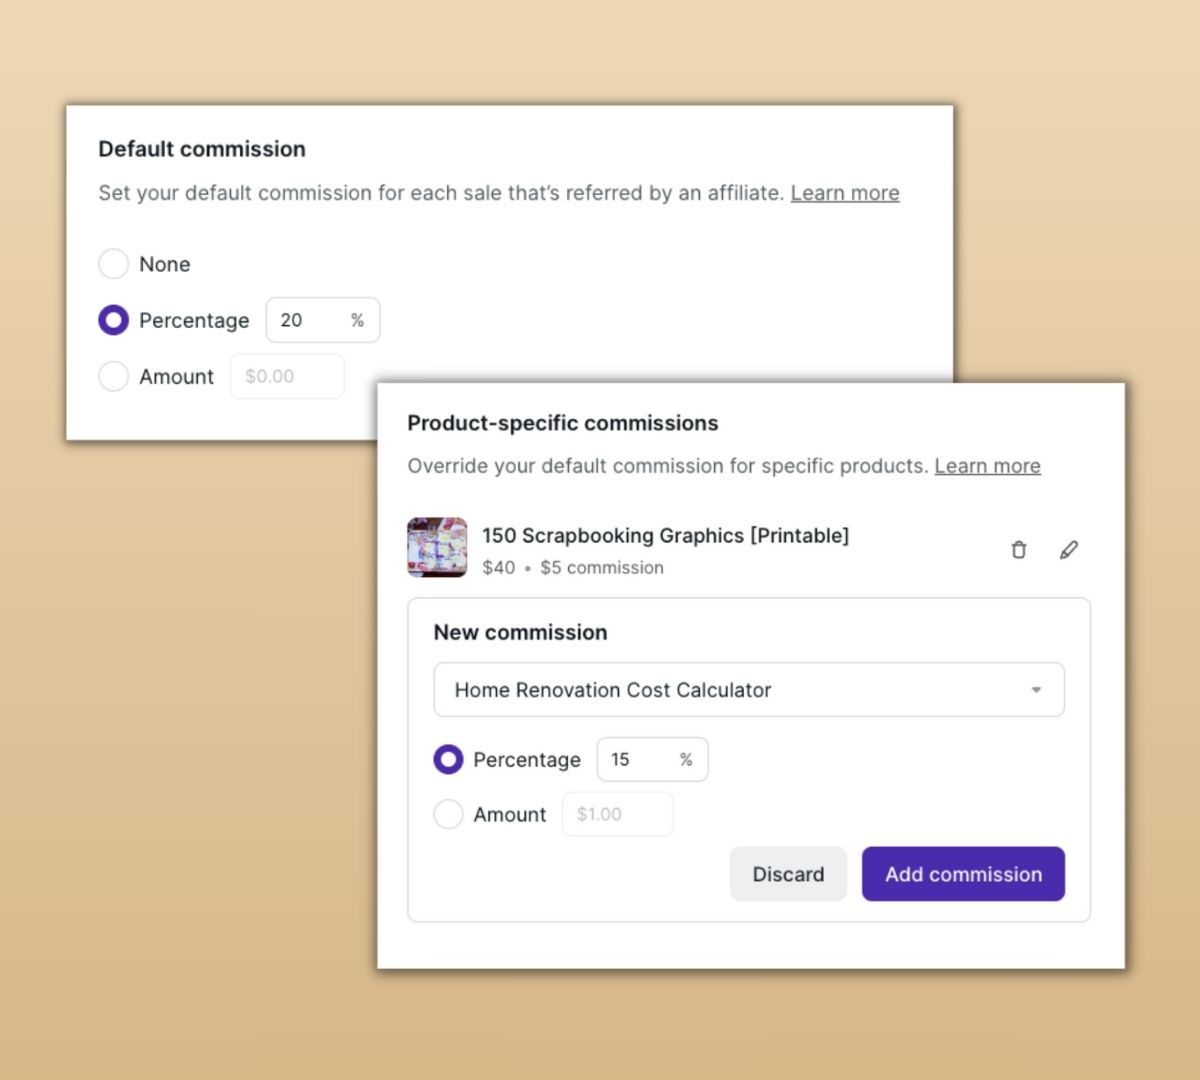 Default commission
Set your default commission for each sale that’s referred by an affiliate. Learn more
None
Percentage 20 %
Amount $0.00
Product-specific commissions
Override your default commission for specific products. Learn more
150 Scrapbooking Graphics [Printable]
$40 • $5 commission
New commission
Home Renovation Cost Calculator
Percentage 15 %
Amount $1.00
Discard Add commission